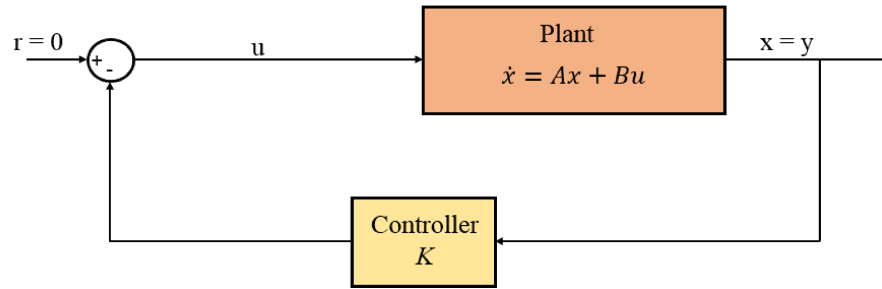 r = 0
+
-
u
Plant
ẋ = Ax + Bu
x = y
Controller
K